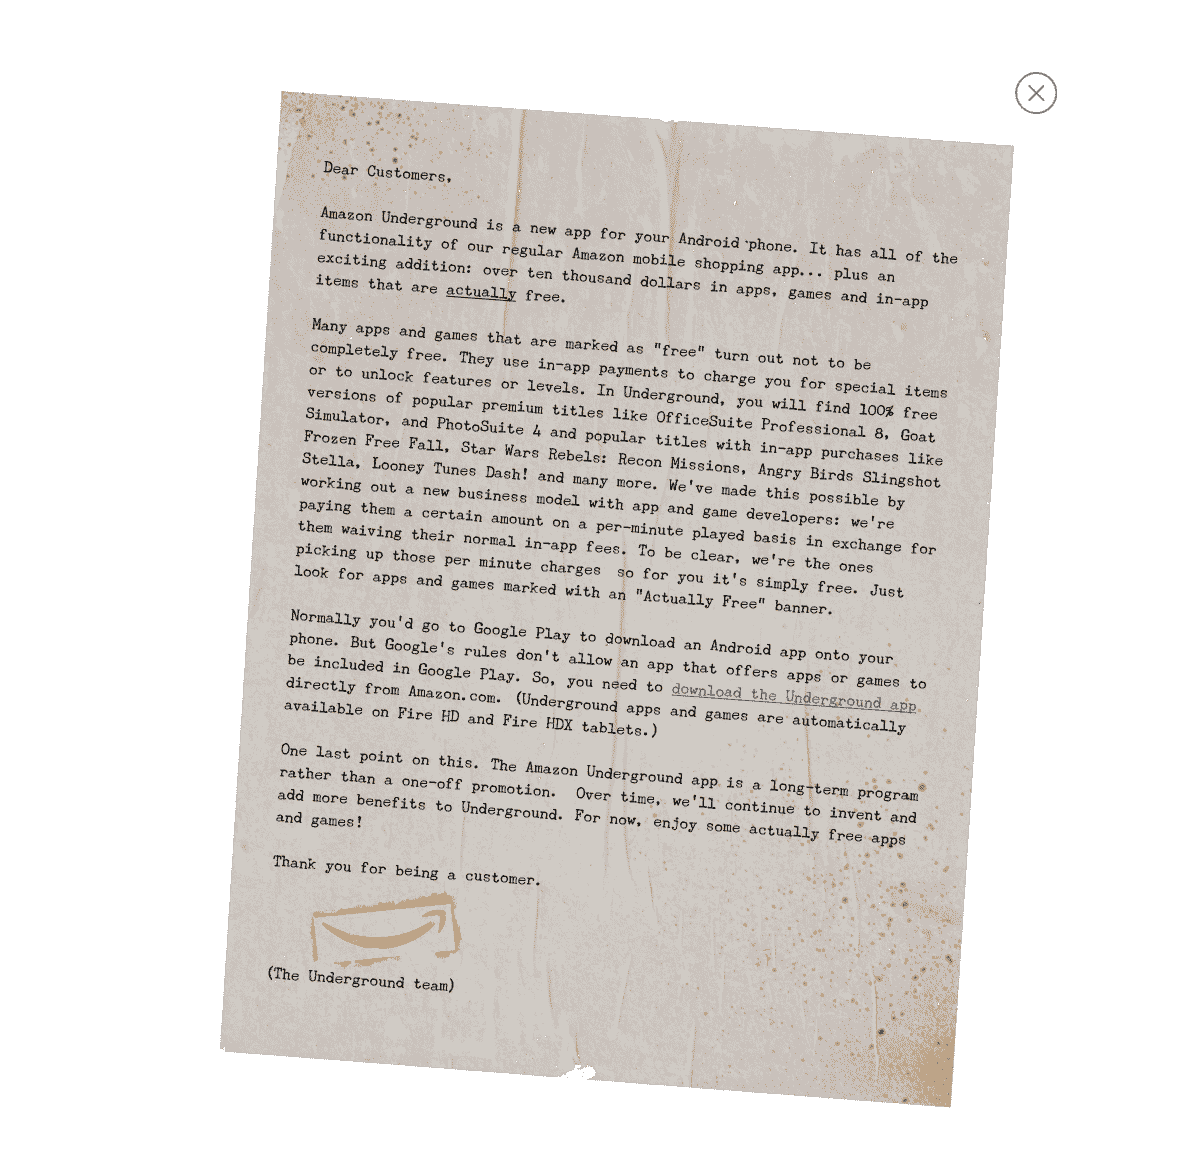 Dear Customers,
Amazon Underground is a new app for your Android phone. It has all of the
functionality of our regular Amazon mobile shopping app... plus an
exciting addition: over ten thousand dollars in apps, games and in-app
items that are actually free.
Many apps and games that are marked as "free" turn out not to be
completely free. They use in-app payments to charge you for special items
or to unlock features or levels. In Underground, you will find 100% free
versions of popular premium titles like OfficeSuite Professional 8, Goat
Simulator, and PhotoSuite 4 and popular titles with in-app purchases like
Frozen Free Fall, Star Wars Rebels: Recon Missions, Angry Birds Slingshot
Stella, Looney Tunes Dash! and many more. We've made this possible by
working out a new business model with app and game developers: we're
paying them a certain amount on a per-minute played basis in exchange for
them waiving their normal in-app fees. To be clear, we're the ones
picking up those per minute charges  so for you it's simply free. Just
look for apps and games marked with an "Actually Free" banner.
Normally you'd go to Google Play to download an Android app onto your
phone. But Google's rules don't allow an app that offers apps or games to
be included in Google Play. So, you need to download the Underground app
directly from Amazon.com. (Underground apps and games are automatically
available on Fire HD and Fire HDX tablets.)
One last point on this. The Amazon Underground app is a long-term program
rather than a one-off promotion.  Over time, we'll continue to invent and
add more benefits to Underground. For now, enjoy some actually free apps
and games!
Thank you for being a customer.
(The Underground team)